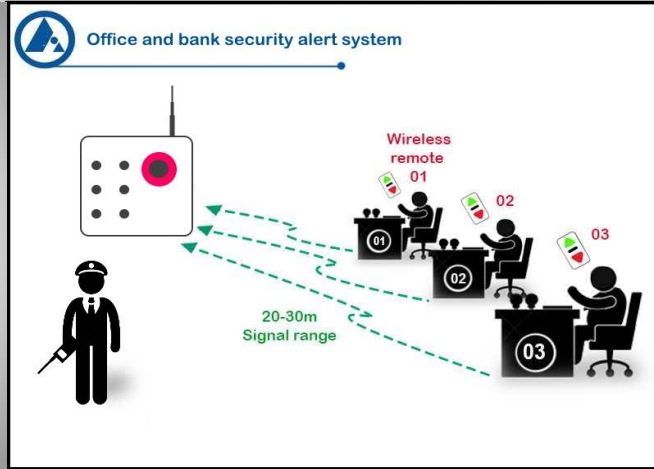 Office and bank security alert system
Wireless
remote
01
02
03
01
02
03
20-30m
Signal range